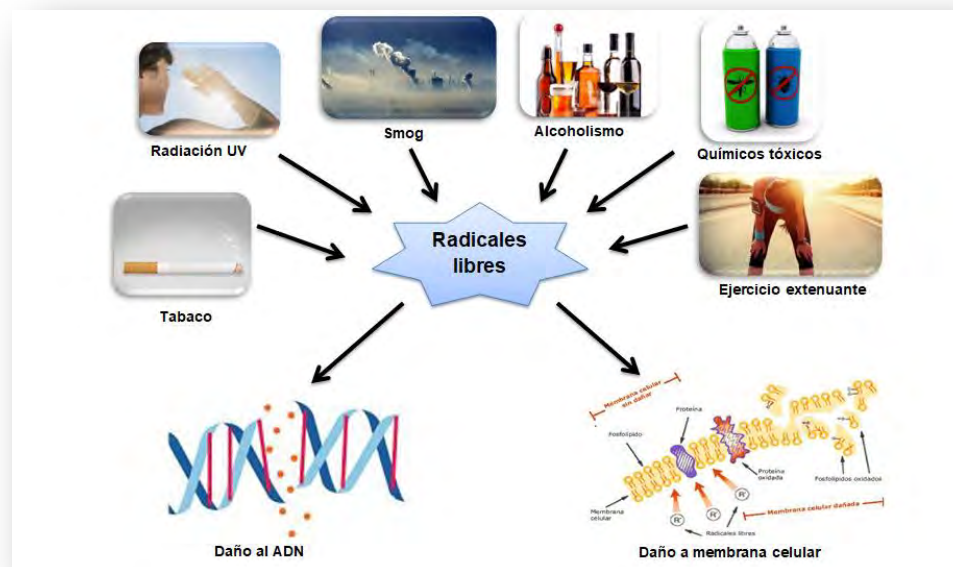 Radiación UV
Smog
Alcoholismo
Químicos tóxicos
Tabaco
Radicales
libres
Ejercicio extenuante
Daño al ADN
Membrana celular
sin dañar
Proteína
Fosfolípido
Proteína
oxidada
Fosfolípidos oxidados
Membrana
celular
R·
R·
R·
Radicales libres
Membrana celular dañada
Daño a membrana celular